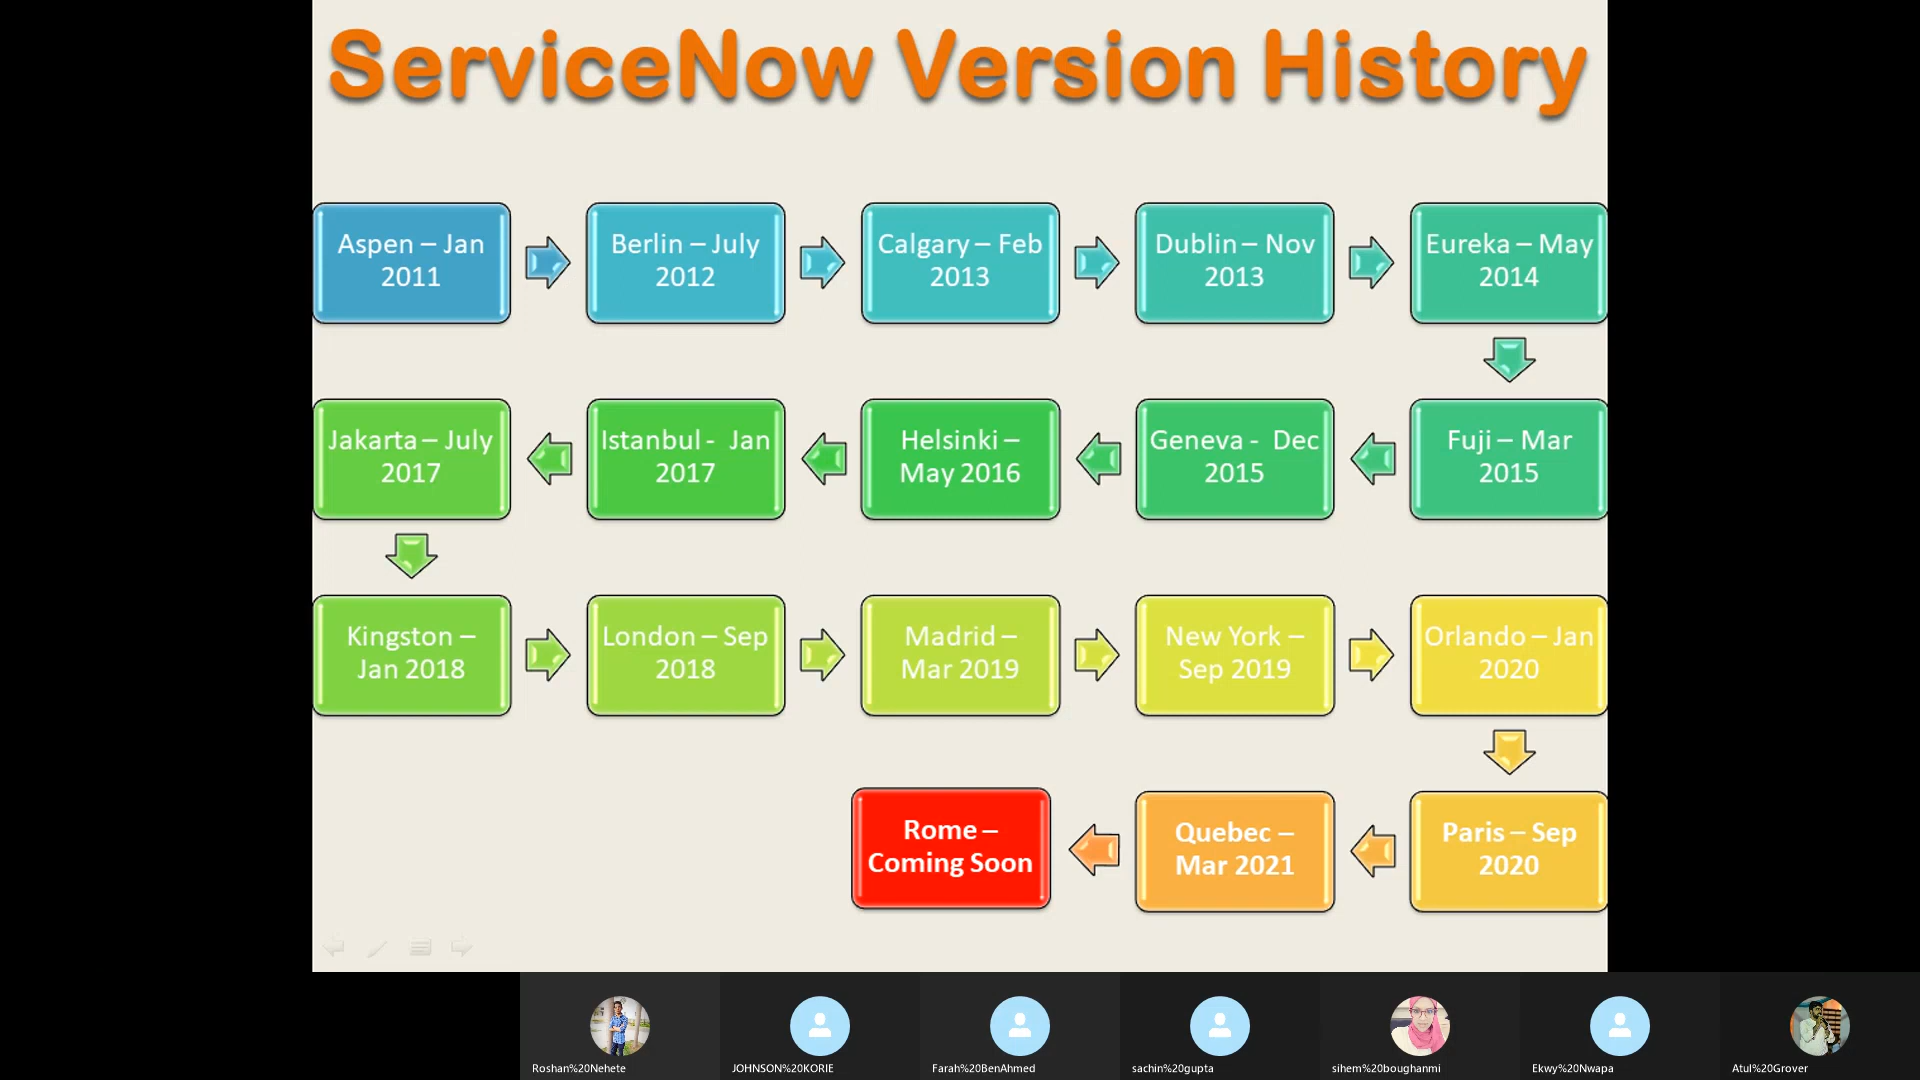 ServiceNow Version History
Aspen – Jan
2011
Berlin – July
2012
Calgary – Feb
2013
Dublin – Nov
2013
Eureka – May
2014
Fuji – Mar
2015
Geneva - Dec
2015
Helsinki –
May 2016
Istanbul - Jan
2017
Jakarta – July
2017
Kingston –
Jan 2018
London – Sep
2018
Madrid –
Mar 2019
New York –
Sep 2019
Orlando – Jan
2020
Paris – Sep
2020
Quebec –
Mar 2021
Rome –
Coming Soon
Roshan%20Nehete
JOHNSON%20KORIE
Farah%20BenAhmed
sachin%20gupta
sihem%20boughanmi
Ekwy%20Nwapa
Atul%20Grover